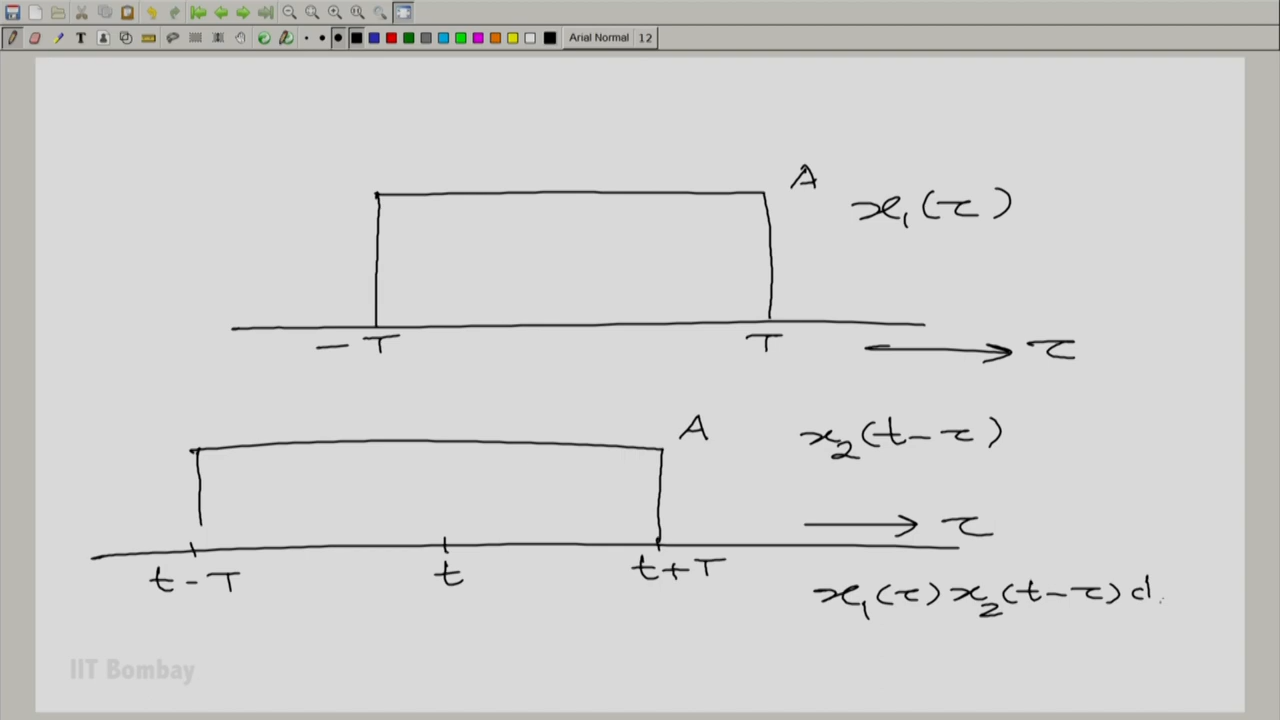 Arial Normal 12
A
x₁(τ)
-T T τ
A
x₂(t-τ)
τ
t-T t t+T
x₁(τ)x₂(t-τ)d
IIT Bombay